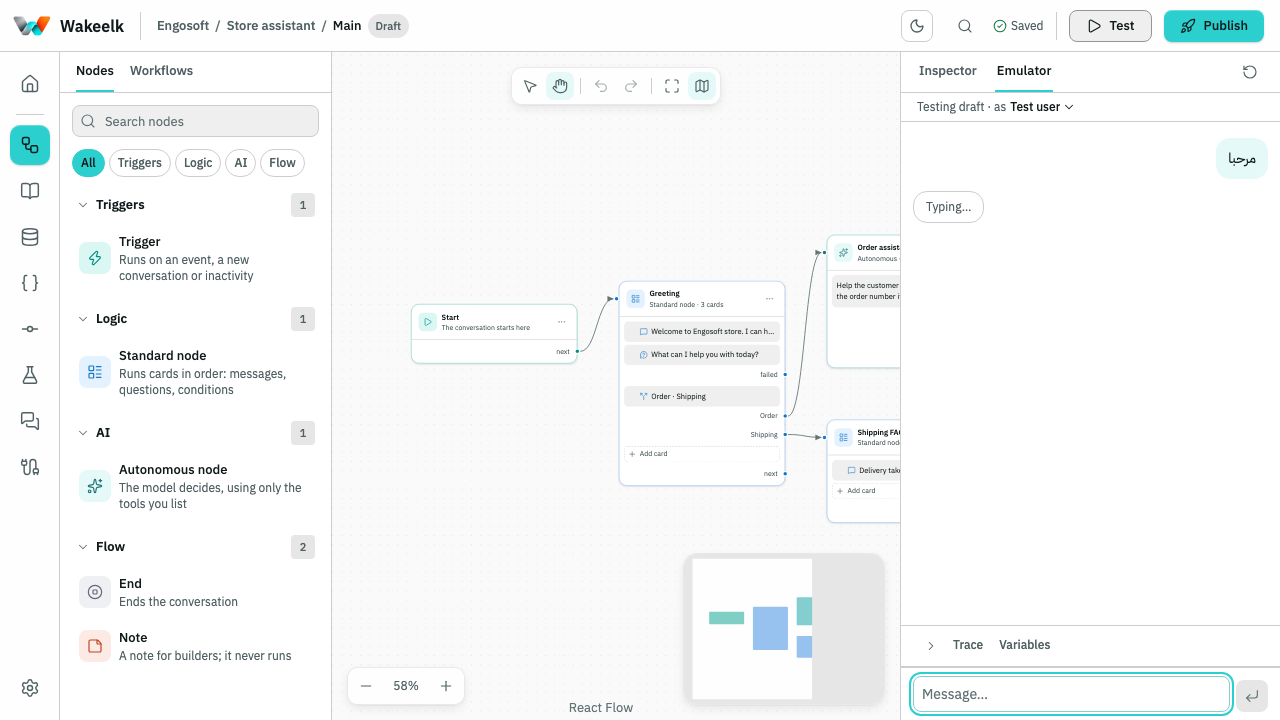 Wakeelk
Engosoft / Store assistant / Main Draft
Saved
Test
Publish
Nodes Workflows
Search nodes
All Triggers Logic AI Flow
Triggers 1
Trigger
Runs on an event, a new
conversation or inactivity
Logic 1
Standard node
Runs cards in order: messages,
questions, conditions
AI 1
Autonomous node
The model decides, using only the
tools you list
Flow 2
End
Ends the conversation
Note
A note for builders; it never runs
Start
The conversation starts here
next
Greeting
Standard node · 3 cards
Welcome to Engosoft store. I can h...
What can I help you with today?
failed
Order · Shipping
Order
Shipping
Add card
next
Order assist
Autonomous ·
Help the customer
the order number i
Shipping FAQ
Standard node
Delivery take
Add card
58%
React Flow
Inspector Emulator
Testing draft · as Test user
مرحبا
Typing...
Trace Variables
Message...